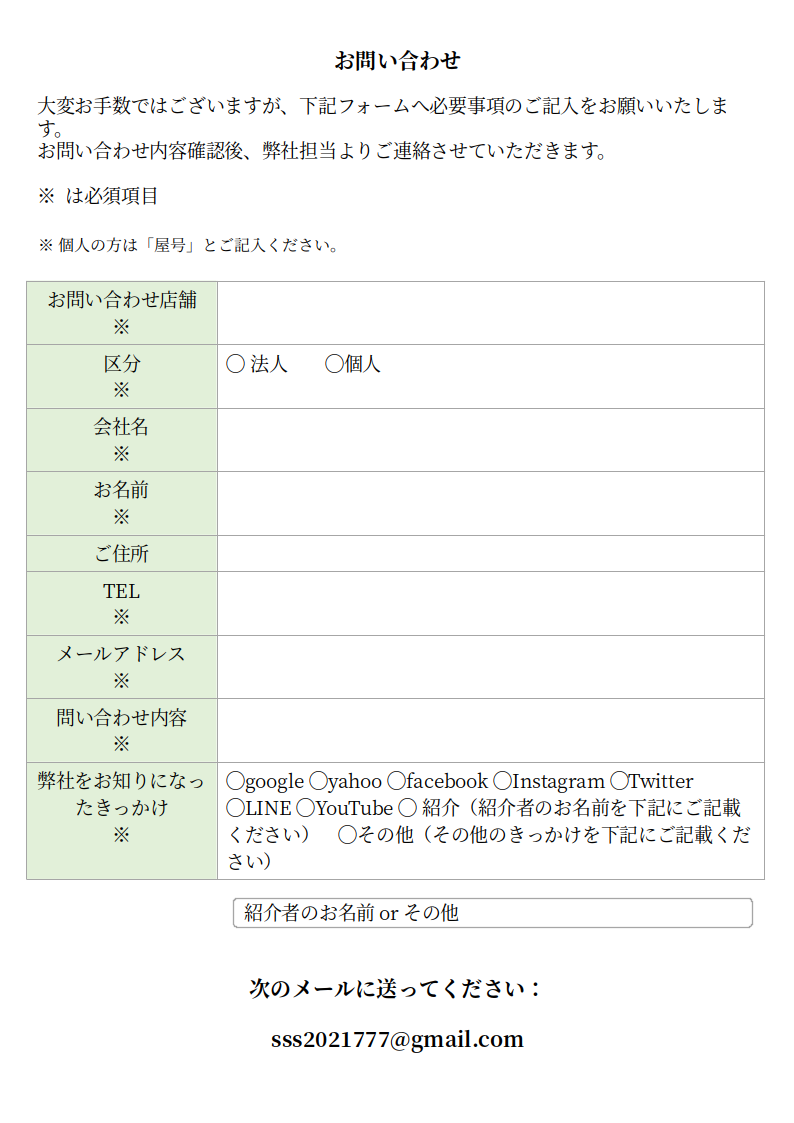 お問い合わせ
大変お手数ではございますが、下記フォームへ必要事項のご記入をお願いいたしま
す。
お問い合わせ内容確認後、弊社担当よりご連絡させていただきます。
※ は必須項目
※ 個人の方は「屋号」とご記入ください。
お問い合わせ店舗
※
区分
※
◯ 法人　　◯個人
会社名
※
お名前
※
ご住所
TEL
※
メールアドレス
※
問い合わせ内容
※
弊社をお知りになっ
たきっかけ
※
◯google ◯yahoo ◯facebook ◯Instagram ◯Twitter
◯LINE ◯YouTube ◯ 紹介（紹介者のお名前を下記にご記載
ください）　◯その他（その他のきっかけを下記にご記載くだ
さい）
紹介者のお名前 or その他
次のメールに送ってください：
sss2021777@gmail.com